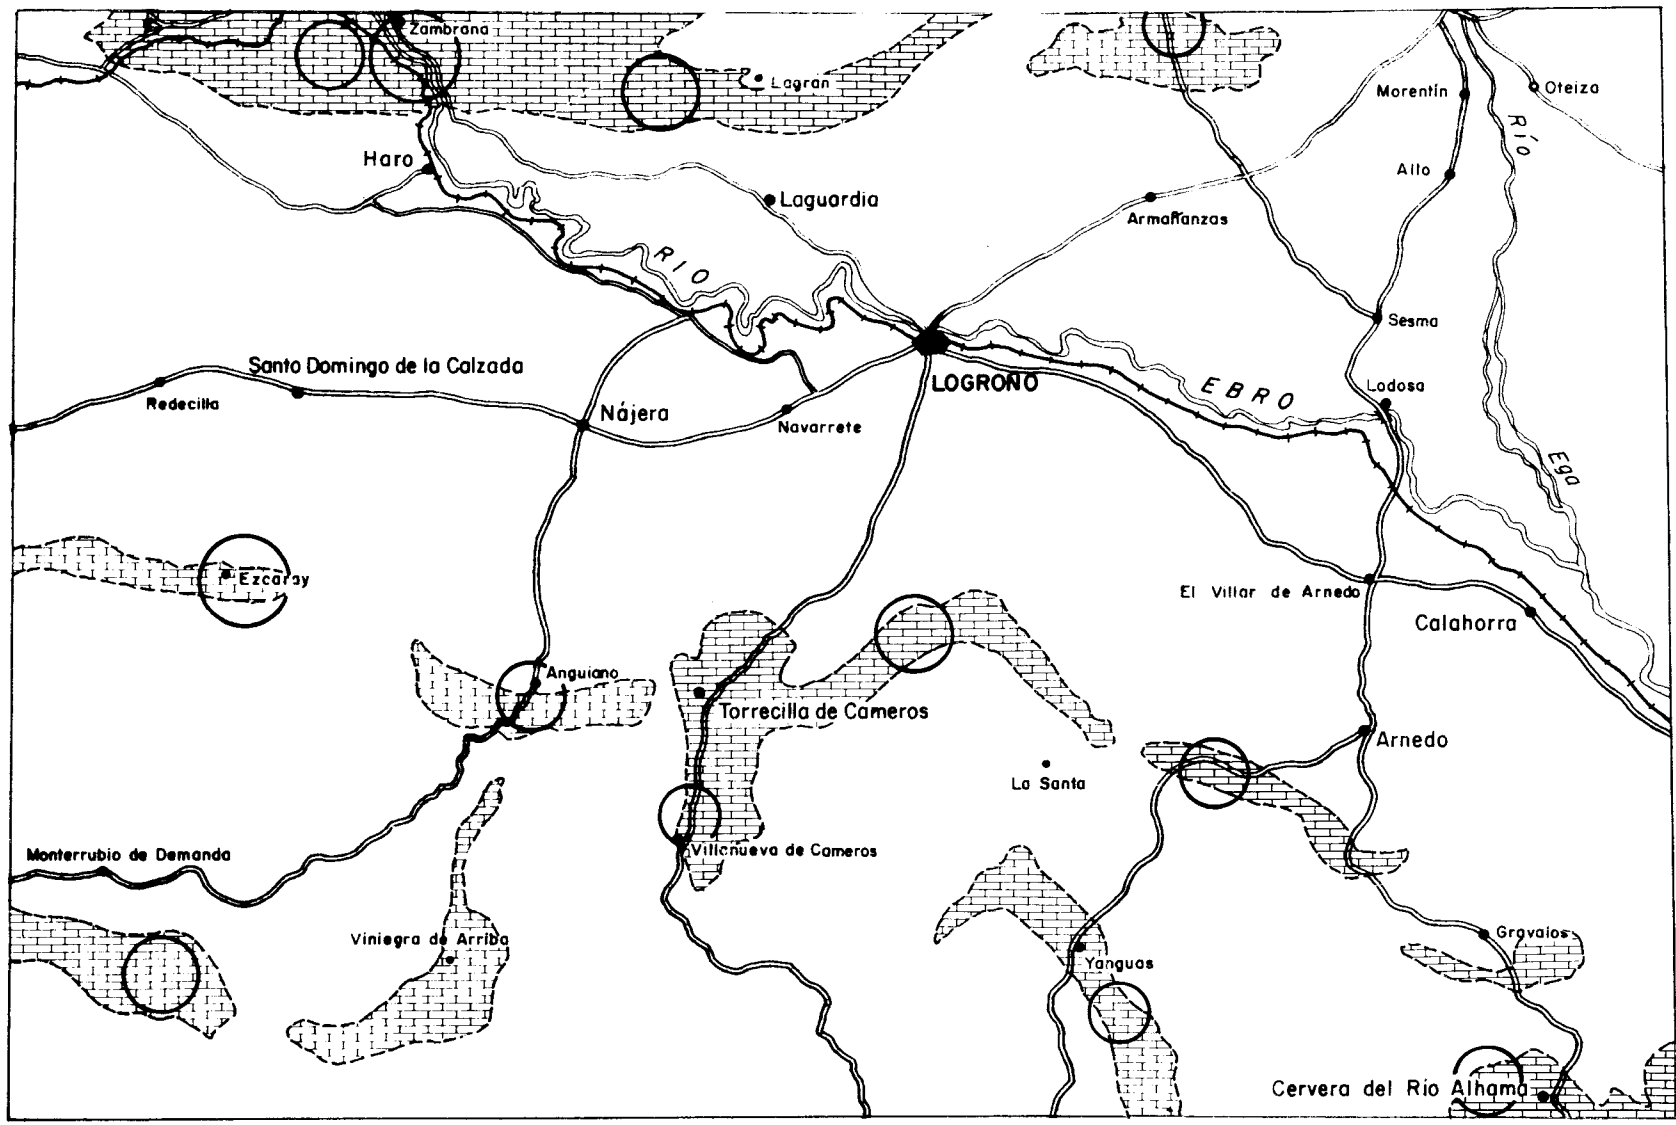 Zambrana
Lagran
Morentín
Oteiza
Río
Haro
Allo
Laguardia
Armañanzas
RIO
Sesma
Santo Domingo de la Calzada
LOGROÑO
EBRO
Lodosa
Redecilla
Nájera
Navarrete
Ega
Ezcaray
El Villar de Arnedo
Calahorra
Anguiano
Torrecilla de Cameros
Arnedo
La Santa
Monterrubio de Demanda
Villanueva de Cameros
Viniegra de Arriba
Gravalos
Yanguas
Cervera del Río Alhama